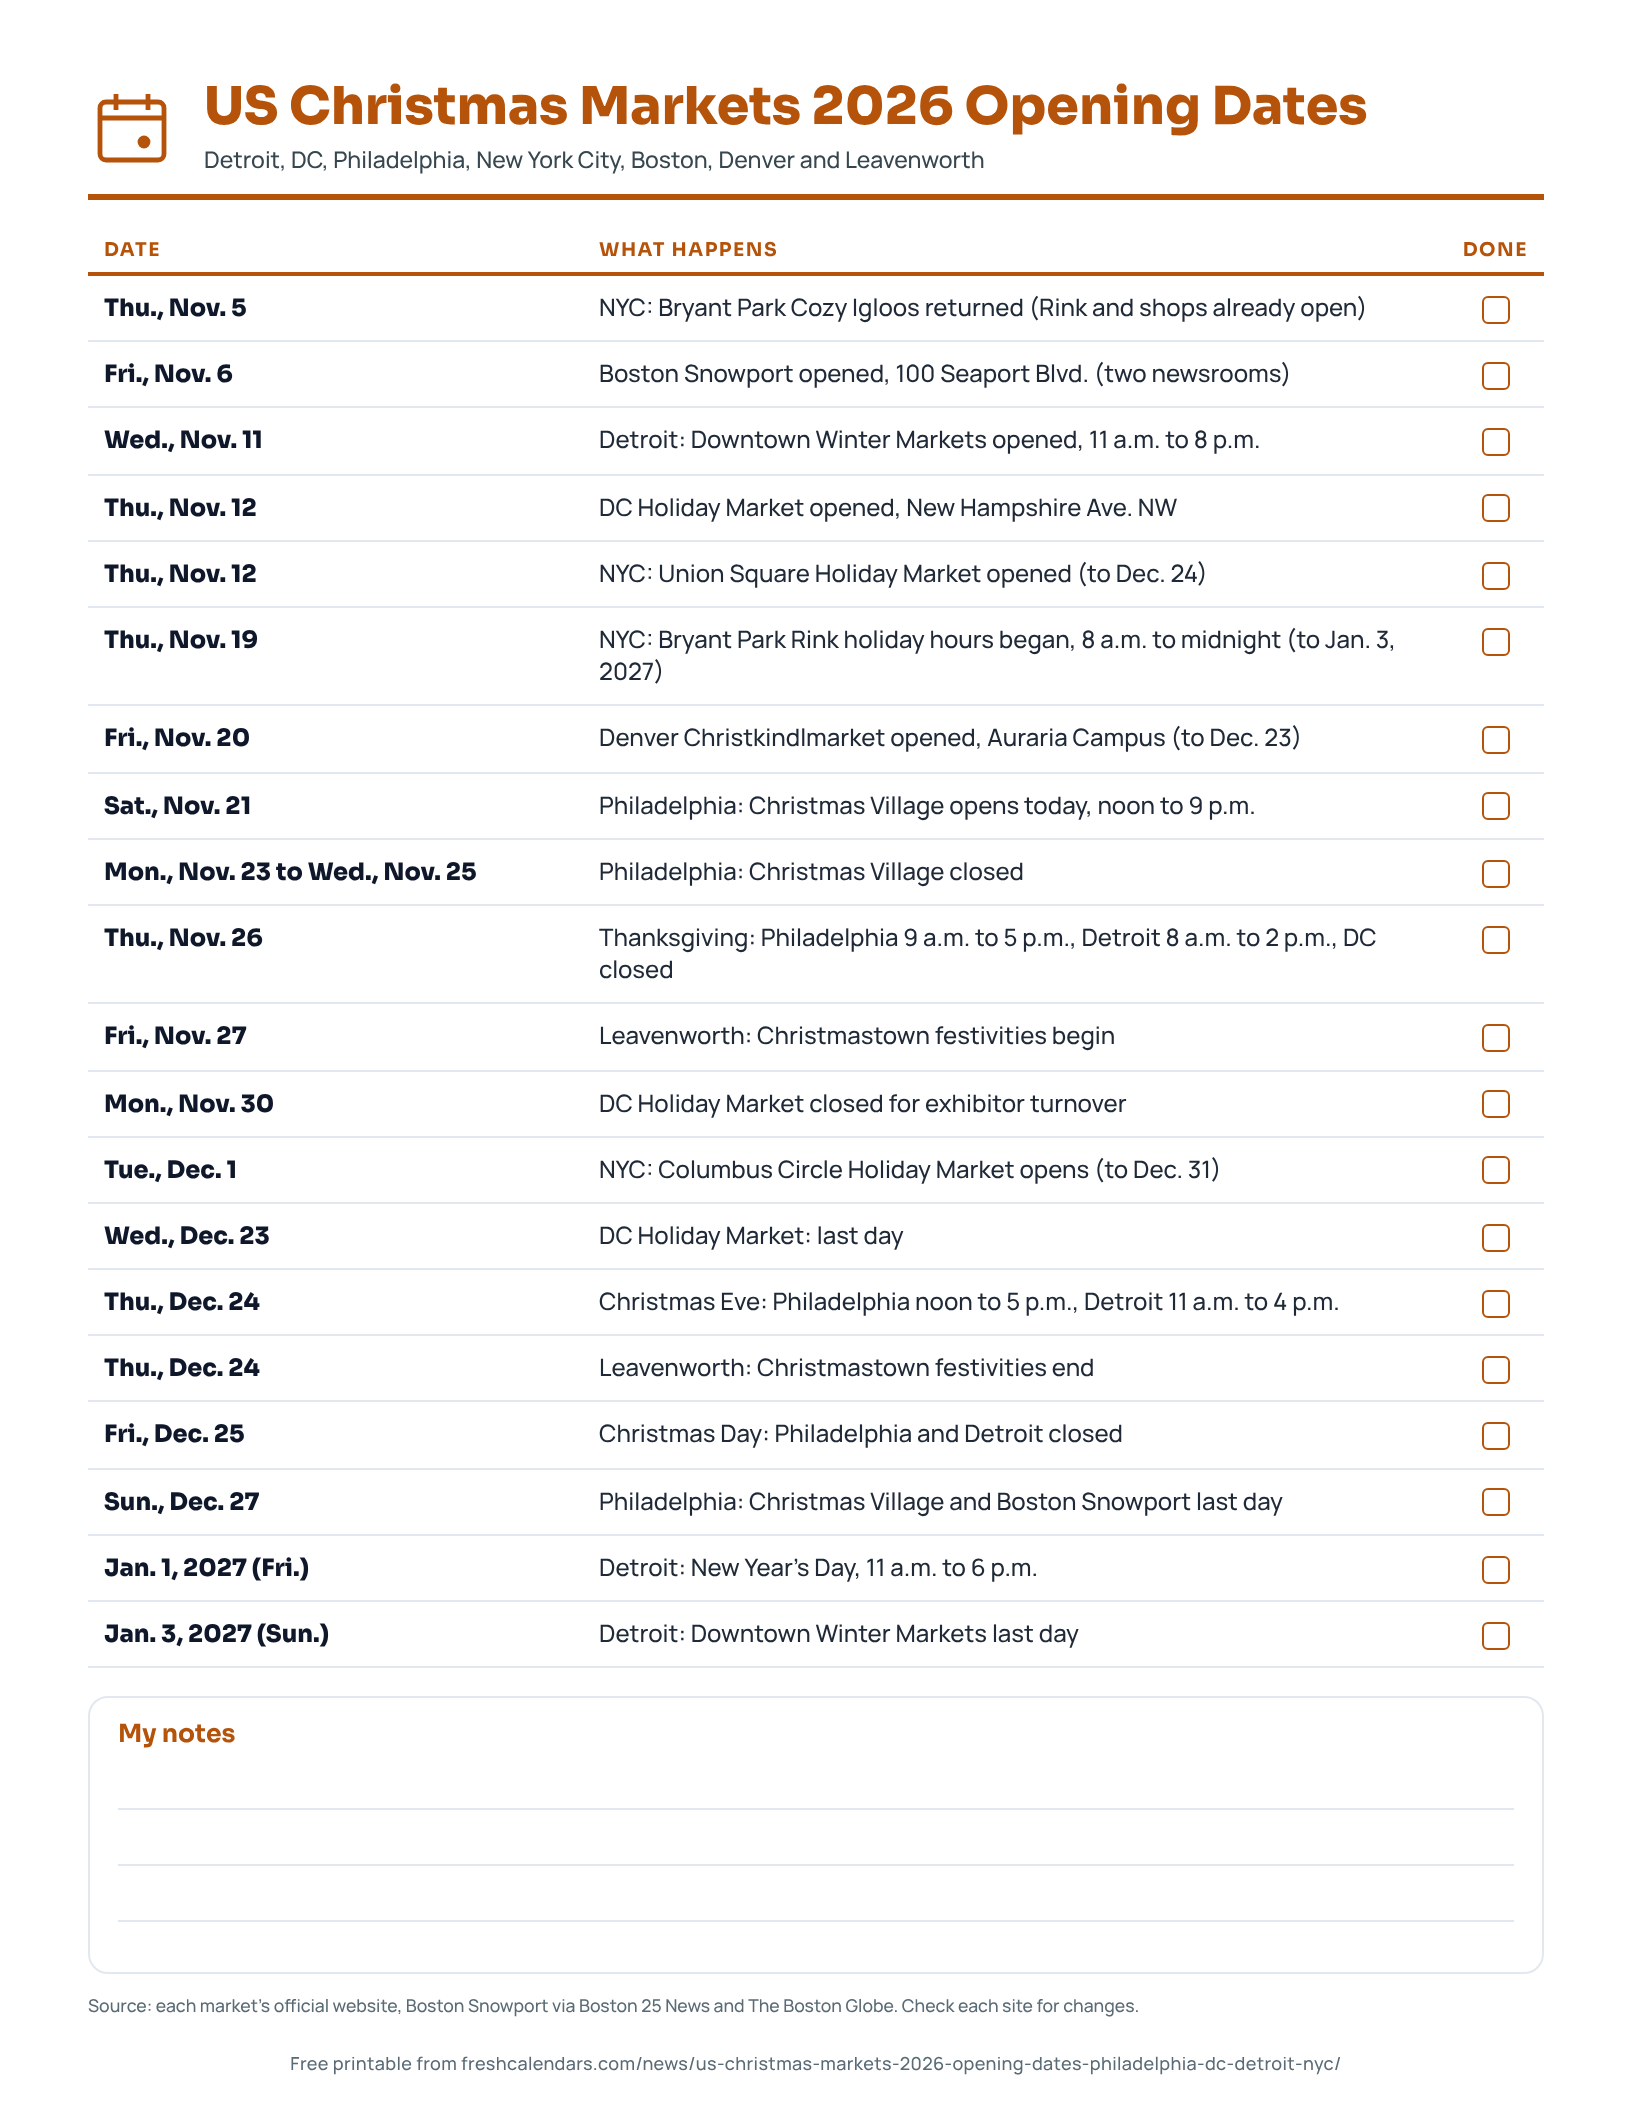 US Christmas Markets 2026 Opening Dates
Detroit, DC, Philadelphia, New York City, Boston, Denver and Leavenworth
DATE WHAT HAPPENS DONE
Thu., Nov. 5 NYC: Bryant Park Cozy Igloos returned (Rink and shops already open)
Fri., Nov. 6 Boston Snowport opened, 100 Seaport Blvd. (two newsrooms)
Wed., Nov. 11 Detroit: Downtown Winter Markets opened, 11 a.m. to 8 p.m.
Thu., Nov. 12 DC Holiday Market opened, New Hampshire Ave. NW
Thu., Nov. 12 NYC: Union Square Holiday Market opened (to Dec. 24)
Thu., Nov. 19 NYC: Bryant Park Rink holiday hours began, 8 a.m. to midnight (to Jan. 3,
2027)
Fri., Nov. 20 Denver Christkindlmarket opened, Auraria Campus (to Dec. 23)
Sat., Nov. 21 Philadelphia: Christmas Village opens today, noon to 9 p.m.
Mon., Nov. 23 to Wed., Nov. 25 Philadelphia: Christmas Village closed
Thu., Nov. 26 Thanksgiving: Philadelphia 9 a.m. to 5 p.m., Detroit 8 a.m. to 2 p.m., DC
closed
Fri., Nov. 27 Leavenworth: Christmastown festivities begin
Mon., Nov. 30 DC Holiday Market closed for exhibitor turnover
Tue., Dec. 1 NYC: Columbus Circle Holiday Market opens (to Dec. 31)
Wed., Dec. 23 DC Holiday Market: last day
Thu., Dec. 24 Christmas Eve: Philadelphia noon to 5 p.m., Detroit 11 a.m. to 4 p.m.
Thu., Dec. 24 Leavenworth: Christmastown festivities end
Fri., Dec. 25 Christmas Day: Philadelphia and Detroit closed
Sun., Dec. 27 Philadelphia: Christmas Village and Boston Snowport last day
Jan. 1, 2027 (Fri.) Detroit: New Year’s Day, 11 a.m. to 6 p.m.
Jan. 3, 2027 (Sun.) Detroit: Downtown Winter Markets last day
My notes
Source: each market’s official website, Boston Snowport via Boston 25 News and The Boston Globe. Check each site for changes.
Free printable from freshcalendars.com/news/us-christmas-markets-2026-opening-dates-philadelphia-dc-detroit-nyc/